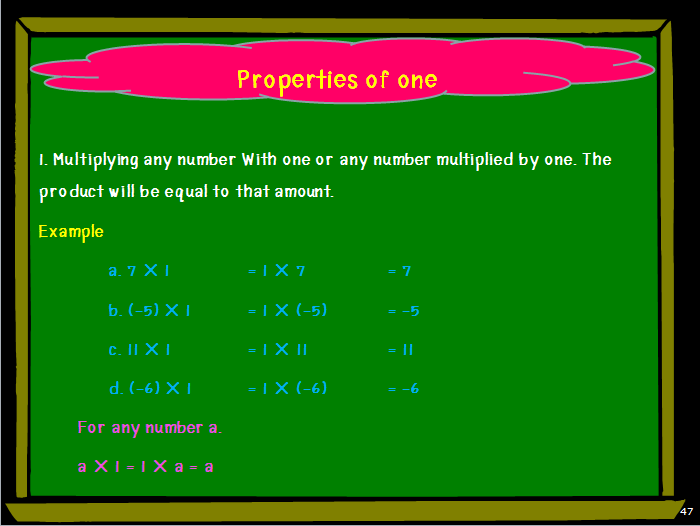 Properties of one
1. Multiplying any number With one or any number multiplied by one. The
product will be equal to that amount.
Example
a. 7 × 1 = 1 × 7 = 7
b. (-5) × 1 = 1 × (-5) = -5
c. 11 × 1 = 1 × 11 = 11
d. (-6) × 1 = 1 × (-6) = -6
For any number a.
a × 1 = 1 × a = a
47